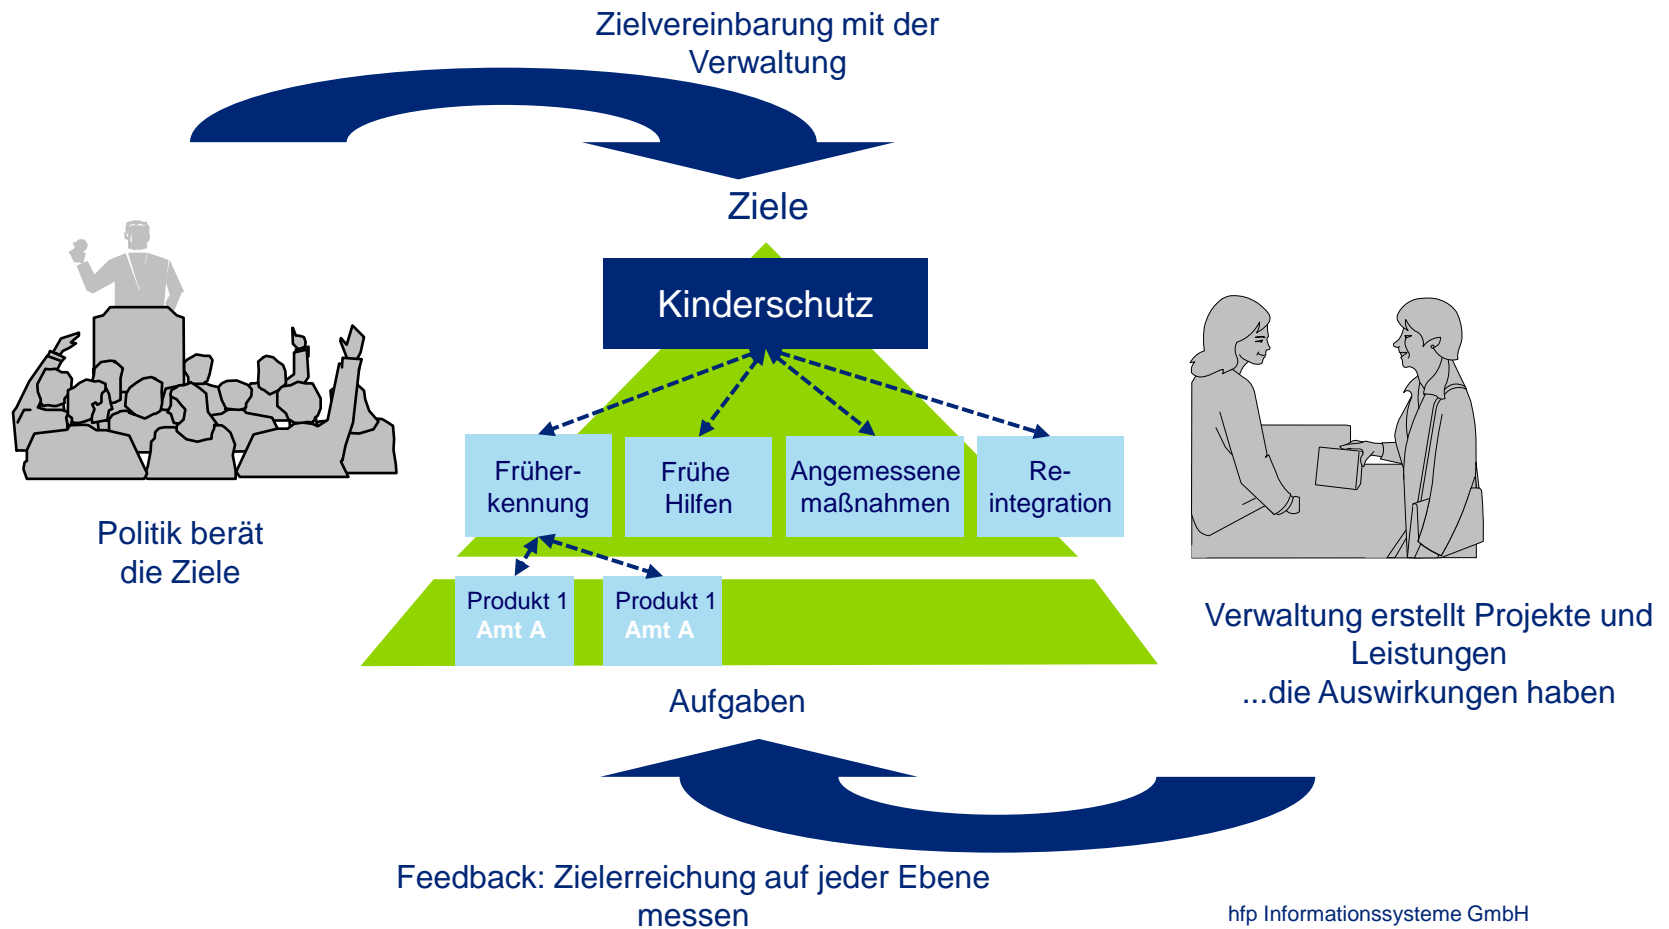 Zielvereinbarung mit der
Verwaltung
Ziele
Kinderschutz
Früher-
kennung
Frühe
Hilfen
Angemessene
maßnahmen
Re-
integration
Politik berät
die Ziele
Produkt 1
Amt A
Produkt 1
Amt A
Verwaltung erstellt Projekte und
Leistungen
...die Auswirkungen haben
Aufgaben
Feedback: Zielerreichung auf jeder Ebene
messen
hfp Informationssysteme GmbH